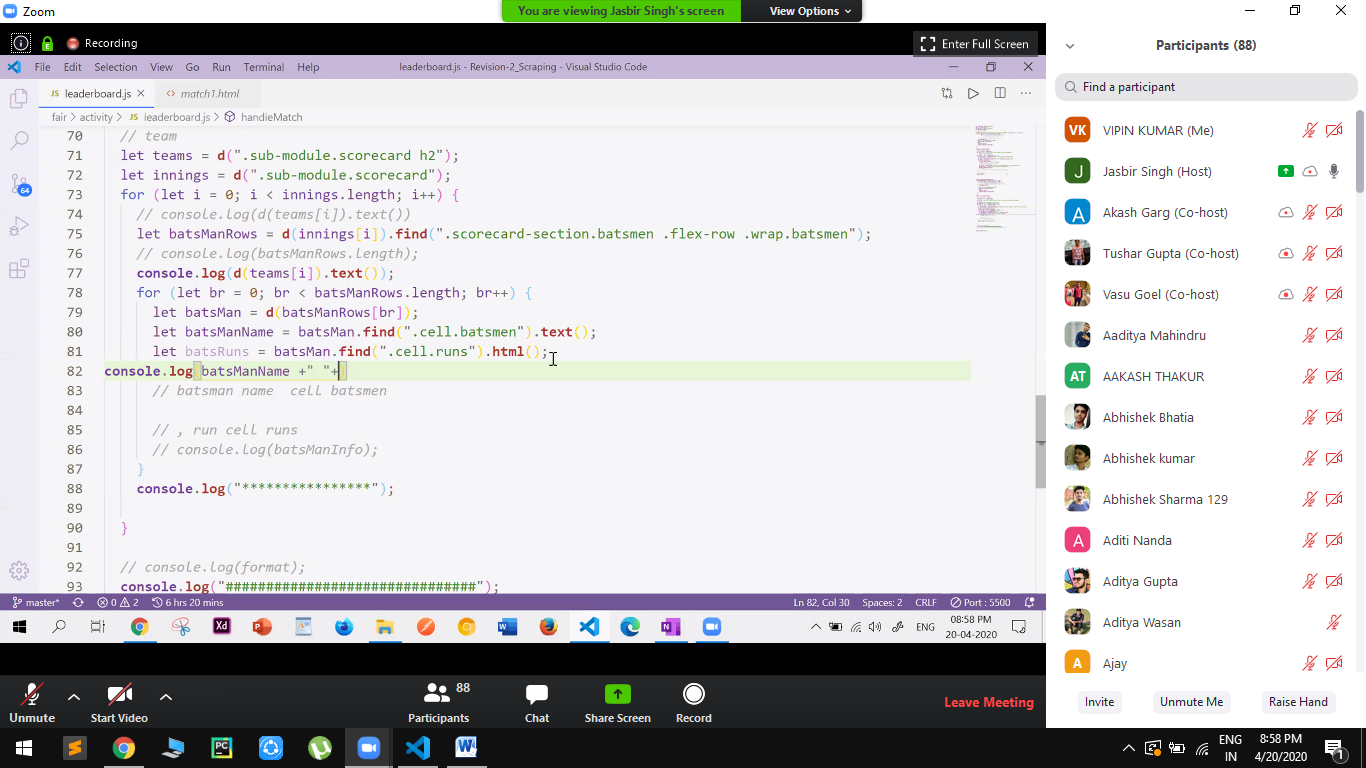 Zoom
You are viewing Jasbir Singh's screen
View Options
Recording
Enter Full Screen
File Edit Selection View Go Run Terminal Help
leaderboard.js - Revision-2_Scraping - Visual Studio Code
JS leaderboard.js
<> match1.html
fair > activity > JS leaderboard.js > handleMatch
70 // team
71 let teams = d(".sub-module.scorecard h2");
72 let innings = d(".sub-module.scorecard");
73 for (let i = 0; i < innings.length; i++) {
74 // console.log(d(teams[i]).text())
75 let batsManRows = d(innings[i]).find(".scorecard-section.batsmen .flex-row .wrap.batsmen");
76 // console.log(batsManRows.length);
77 console.log(d(teams[i]).text());
78 for (let br = 0; br < batsManRows.length; br++) {
79 let batsMan = d(batsManRows[br]);
80 let batsManName = batsMan.find(".cell.batsmen").text();
81 let batsRuns = batsMan.find(".cell.runs").html();
82 console.log(batsManName +" "+)
83 // batsman name  cell batsmen
84
85 // , run cell runs
86 // console.log(batsManInfo);
87 }
88 console.log("****************");
89
90 }
91
92 // console.log(format);
93 console.log("###############################");
64
master*
0 2
6 hrs 20 mins
Ln 82, Col 30
Spaces: 2
CRLF
Port : 5500
Xd
ENG
08:58 PM
20-04-2020
Unmute
Start Video
Participants
88
Chat
Share Screen
Record
Leave Meeting
Participants (88)
Find a participant
VK VIPIN KUMAR (Me)
J Jasbir Singh (Host)
A Akash Garg (Co-host)
Tushar Gupta (Co-host)
Vasu Goel (Co-host)
Aaditya Mahindru
AT AAKASH THAKUR
Abhishek Bhatia
Abhishek kumar
Abhishek Sharma 129
A Aditi Nanda
Aditya Gupta
Aditya Wasan
A Ajay
Invite
Unmute Me
Raise Hand
PC
ENG
IN
8:58 PM
4/20/2020
1